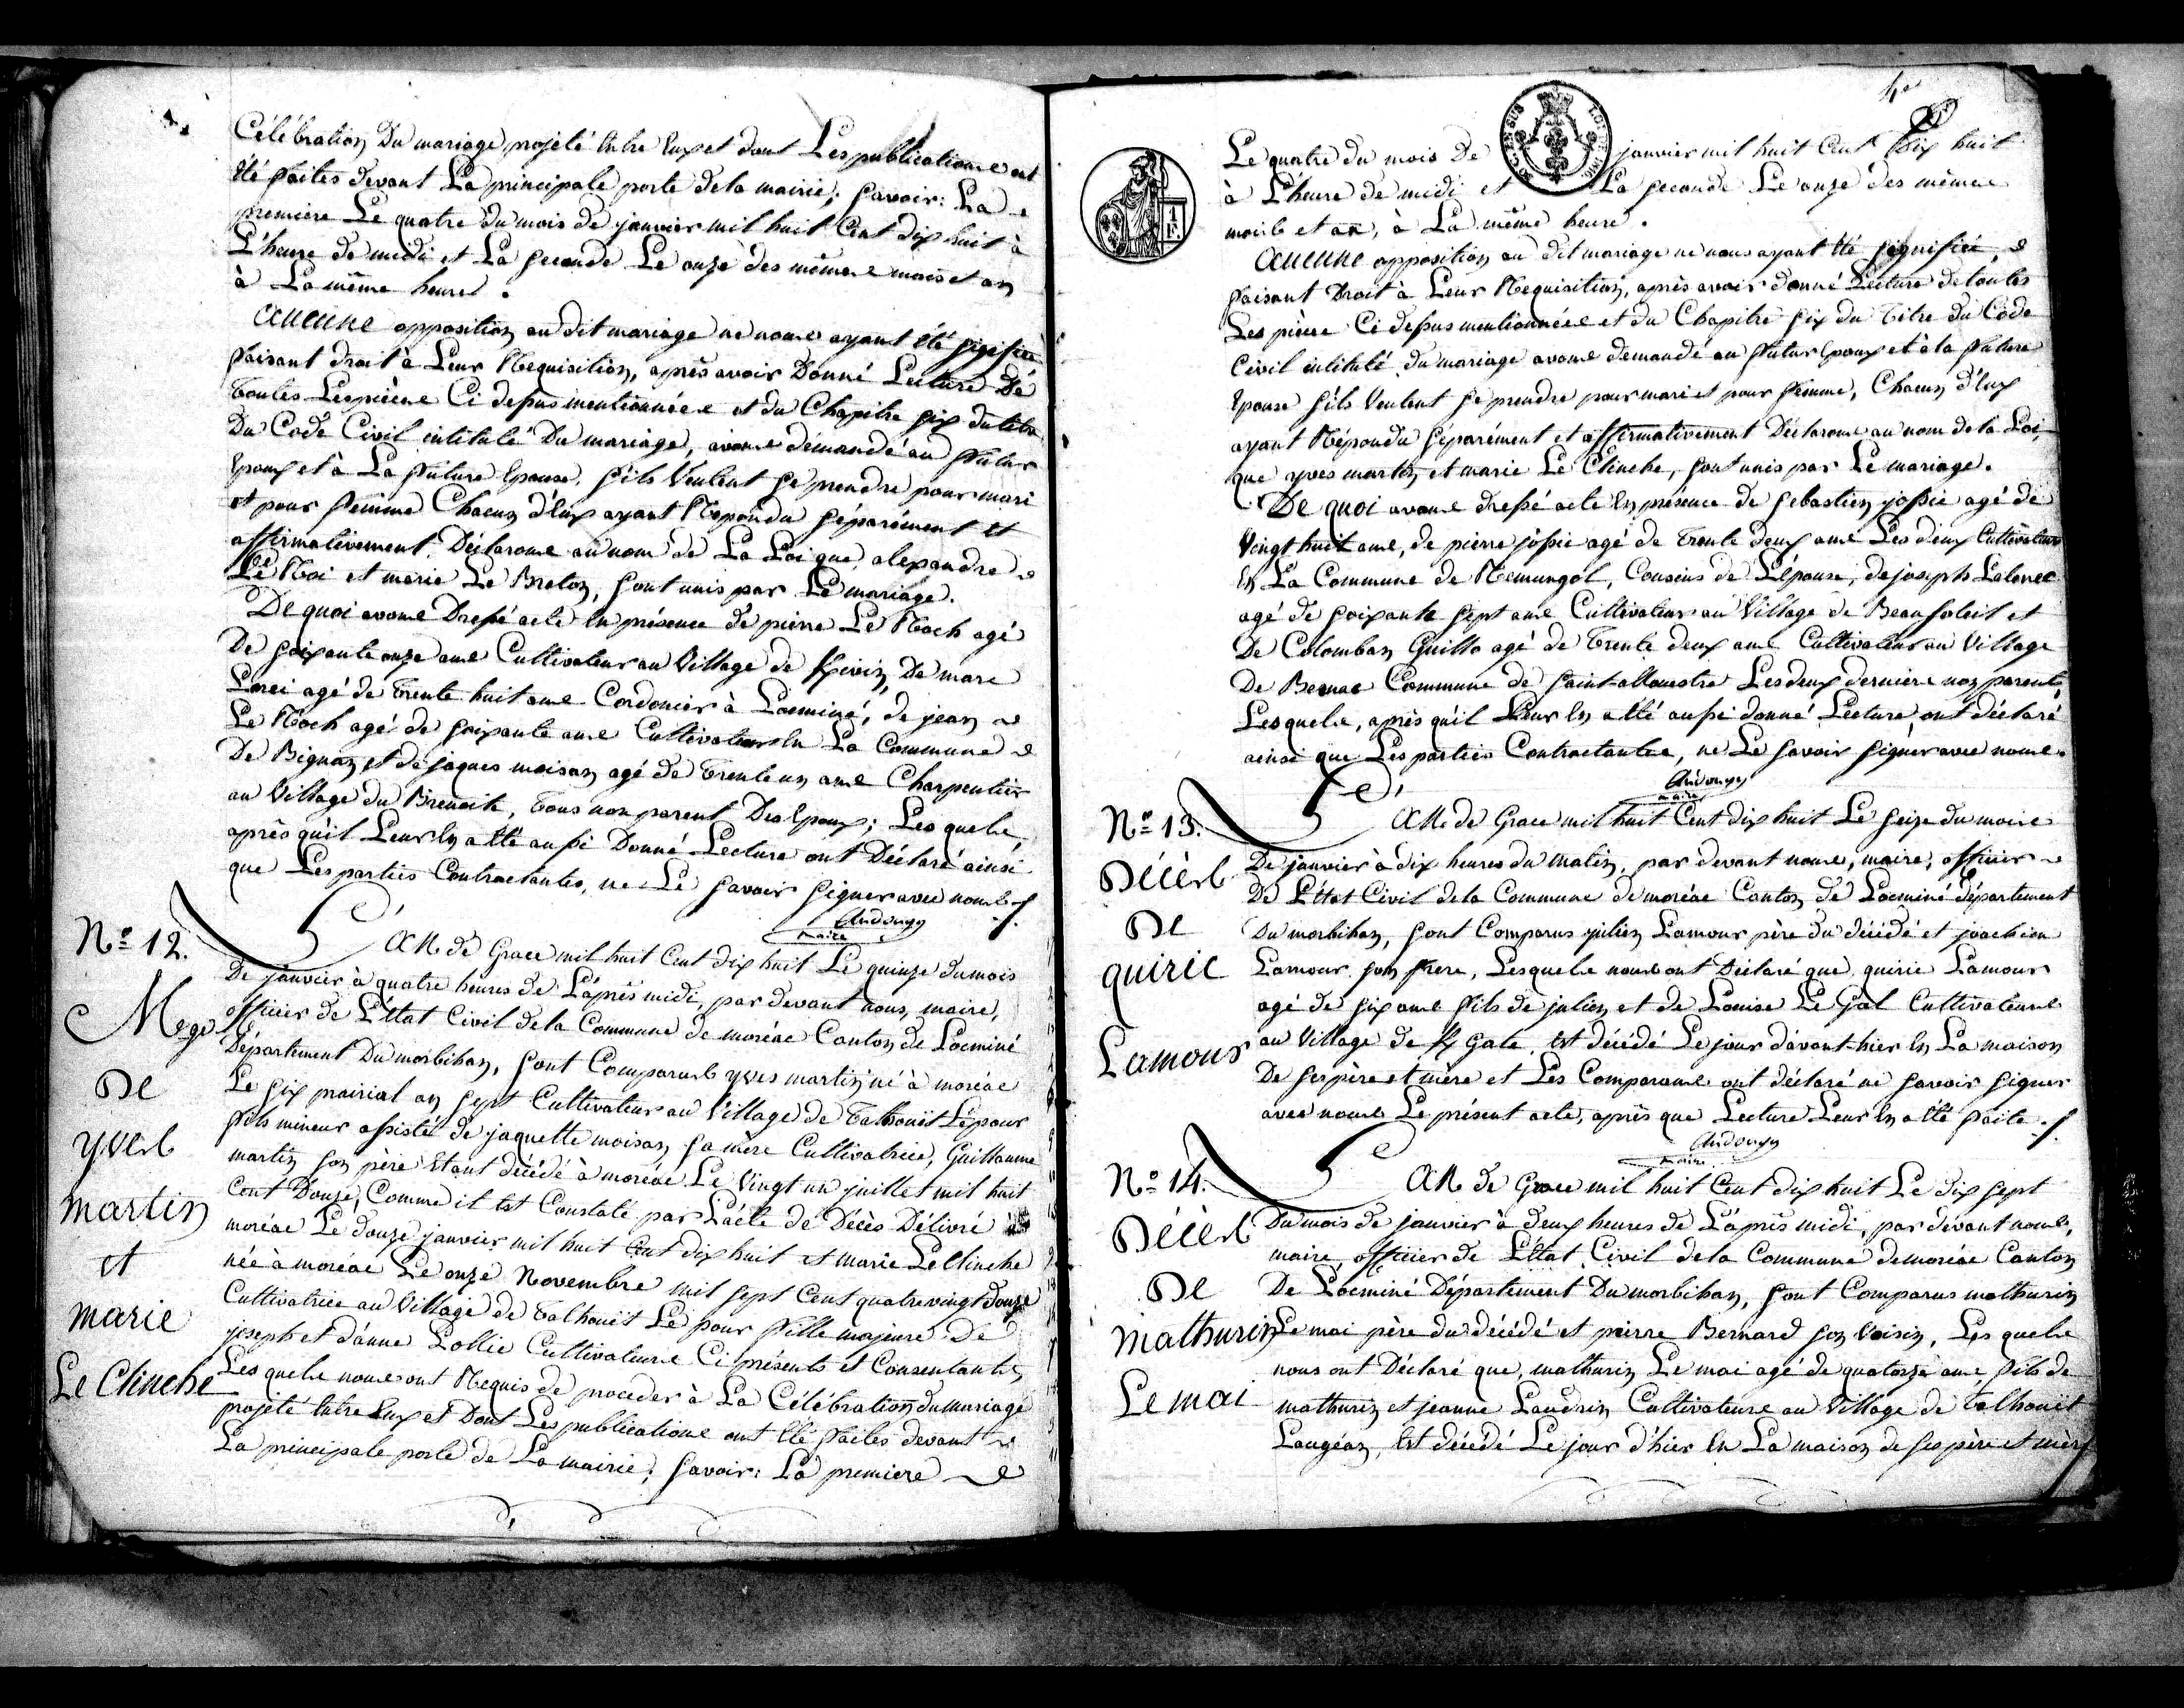 Célébration Du mariage projeté Entre Eux et dont Les publications ont
été faites devant La principale porte de la mairie; Savoir: La
premiere Le quatre du mois de janvier mil huit Cent dix huit à
L'heure de midi et La Seconde Le onze des mêmes mois et an
à La même heure.
Aucune opposition au dit mariage ne nous ayant été Signifiée
faisant droit à Leur Requisition, après avoir Donné Lecture De
toutes Les pièces Ci dessus mentionnées et du Chapitre Six du titre
Du Code Civil intitulé Du mariage, avons demandé au futur
Epoux et à La future Epouse, S'ils Veulent Se prendre pour mari
et pour femme Chacun d'Eux ayant Répondu Séparément et
affirmativement, Déclarons au nom de La Loi que alexandre
Le Roi et marie Le Breton, Sont unis par Le mariage.
De quoi avons Dressé acte En présence de pierre Le Roch agé
De Soixante onze ans Cultivateur au Village de Kivin, De marc
Lorei agé de trente huit ans Cordonier à Locminé, de jean
Le Roch agé de Soixante ans Cultivateur En La Commune
De Bignan et de jaques moisan agé de trente un ans Charpentier
au Village du Breneik, tous non parent Des Epoux; Les quels
après qu'il Leur En a été aussi Donné Lecture ont Déclaré ainsi
que Les parties Contractantes, ne Le Savoir Signer avec nous
Andouy
maire
N° 12.
Mage
De
yves
martin
et
marie
Le Clinche
L'AN de Grace mil huit Cent dix huit Le quinze du mois
De janvier à quatre heures de L'après midi, par devant nous, maire,
officier de L'Etat Civil de la Commune de moréac Canton de Locminé
Département Du morbihan, Sont Comparus yves martin né à moréac
Le Six prairial an Sept Cultivateur au Village de Talhouit Lépour
fils mineur assisté de jaquette moisan Sa mère Cultivatrice, Guillaume
martin Son père Etant décédé à moréac Le Vingt un juillet mil huit
Cent Douze, Comme il Est Constaté par L'acte de Décès Délivré à
moréac Le douze janvier mil huit Cent dix huit et marie Le Clinche
née à moréac Le onze Novembre mil Sept Cent quatre vingt douze
Cultivatrice au Village de Talhouit Le pour fille majeure De
joseph et d'anne Lollic Cultivateurs Ci présents et Consentants
Les quels nous ont Requis de proceder à La Célébration du mariage
projeté Entre Eux et Dont Les publications ont été faites devant
La principale porte de La mairie; Savoir: La premiere
Le quatre du mois De janvier mil huit Cent Dix huit
à L'heure de midi et La Seconde Le onze des mêmes
mois et an, à La même heure.
Aucune opposition au dit mariage ne nous ayant été Signifiée,
faisant Droit à Leur Requisition, après avoir donné Lecture de toutes
Les pièces Ci dessus mentionnées et du Chapitre Six du titre du Code
Civil intitulé du mariage avons demandé au futur Epoux et à la future
Epouse S'ils Veulent Se prendre pour mari et pour femme, Chacun d'Eux
ayant Répondu Séparément et affirmativement Déclarons au nom de la Loi,
que yves martin et marie Le Clinche, Sont unis par Le mariage.
De quoi avons dressé acte En présence de Sebastien jossic agé de
Vingt huit ans, de pierre jossic agé de trente deux ans Les deux Cultivateurs
En La Commune de Remungol, Cousins de L'épouse, de joseph Lalenec
agé de Soixante Sept ans Cultivateur au Village de Beausoleil et
De Colomban Guillo agé de trente deux ans Cultivateur au Village
De Bernac Commune de Saint-allouestre Les deux derniers non parents,
Lesquels, après qu'il Leur En a été aussi donné Lecture ont déclaré
ainsi que Les parties Contractantes, ne Le Savoir Signer avec nous.
Andouy
maire
N° 13.
Décès
De
quiric
Lamour
L'AN de Grace mil huit Cent dix huit Le Seize du mois
De janvier à dix heures du matin, par devant nous, maire, officier
De L'Etat Civil de la Commune de moréac Canton de Locminé département
Du morbihan, Sont Comparus julien Lamour père du décédé et joachim
Lamour Son frere, Lesquels nous ont Déclaré que quiric Lamour
agé de Six ans fils de julien et de Louise Le Gal Cultivateurs
au Village de K Gale, Est décédé Le jour d'avant-hier En La maison
De Ses père et mère et Les Comparans ont déclaré ne Savoir Signer
avec nous Le présent acte, après que Lecture Leur En a été faite.
Andouy
maire
N° 14.
Décès
De
mathurin
Le mai
L'AN de Grace mil huit Cent dix huit Le dix Sept
Du mois de janvier à deux heures de L'après midi, par devant nous,
maire, officier de L'Etat Civil de la Commune de moréac Canton
De Locminé Département Du morbihan, Sont Comparus mathurin
Le mai père du décédé et pierre Bernard Son Voisin, Les quels
nous ont Déclaré que, mathurin Le mai agé de quatorze ans, fils de
mathurin et jeanne Laudrin Cultivateurs au Village de Talhouit
Laugéan, Est décédé Le jour d'hier En La maison de Ses père et mère